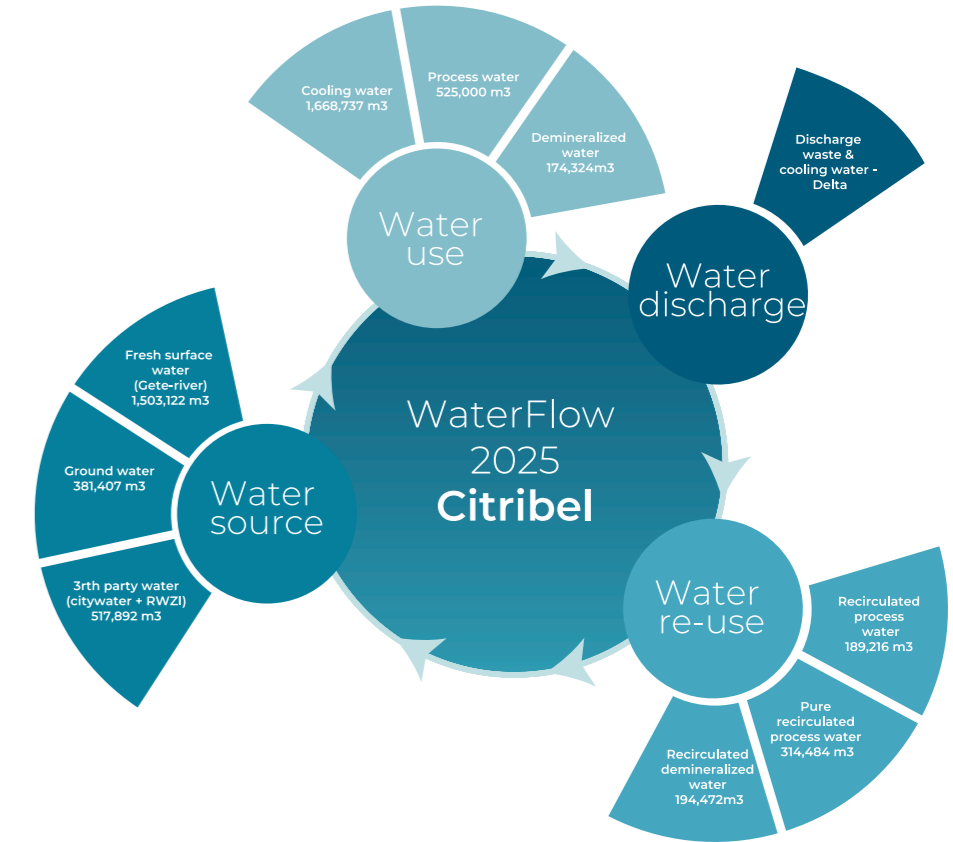 Cooling water
1,668,737 m3
Process water
525,000 m3
Demineralized
water
174,324m3
Water
use
Discharge
waste &
cooling water -
Delta
Water
discharge
Fresh surface
water
(Gete-river)
1,503,122 m3
Ground water
381,407 m3
3rth party water
(citywater + RWZI)
517,892 m3
Water
source
WaterFlow
2025
Citribel
Water
re-use
Recirculated
process
water
189,216 m3
Pure
recirculated
process water
314,484 m3
Recirculated
demineralized
water
194,472m3